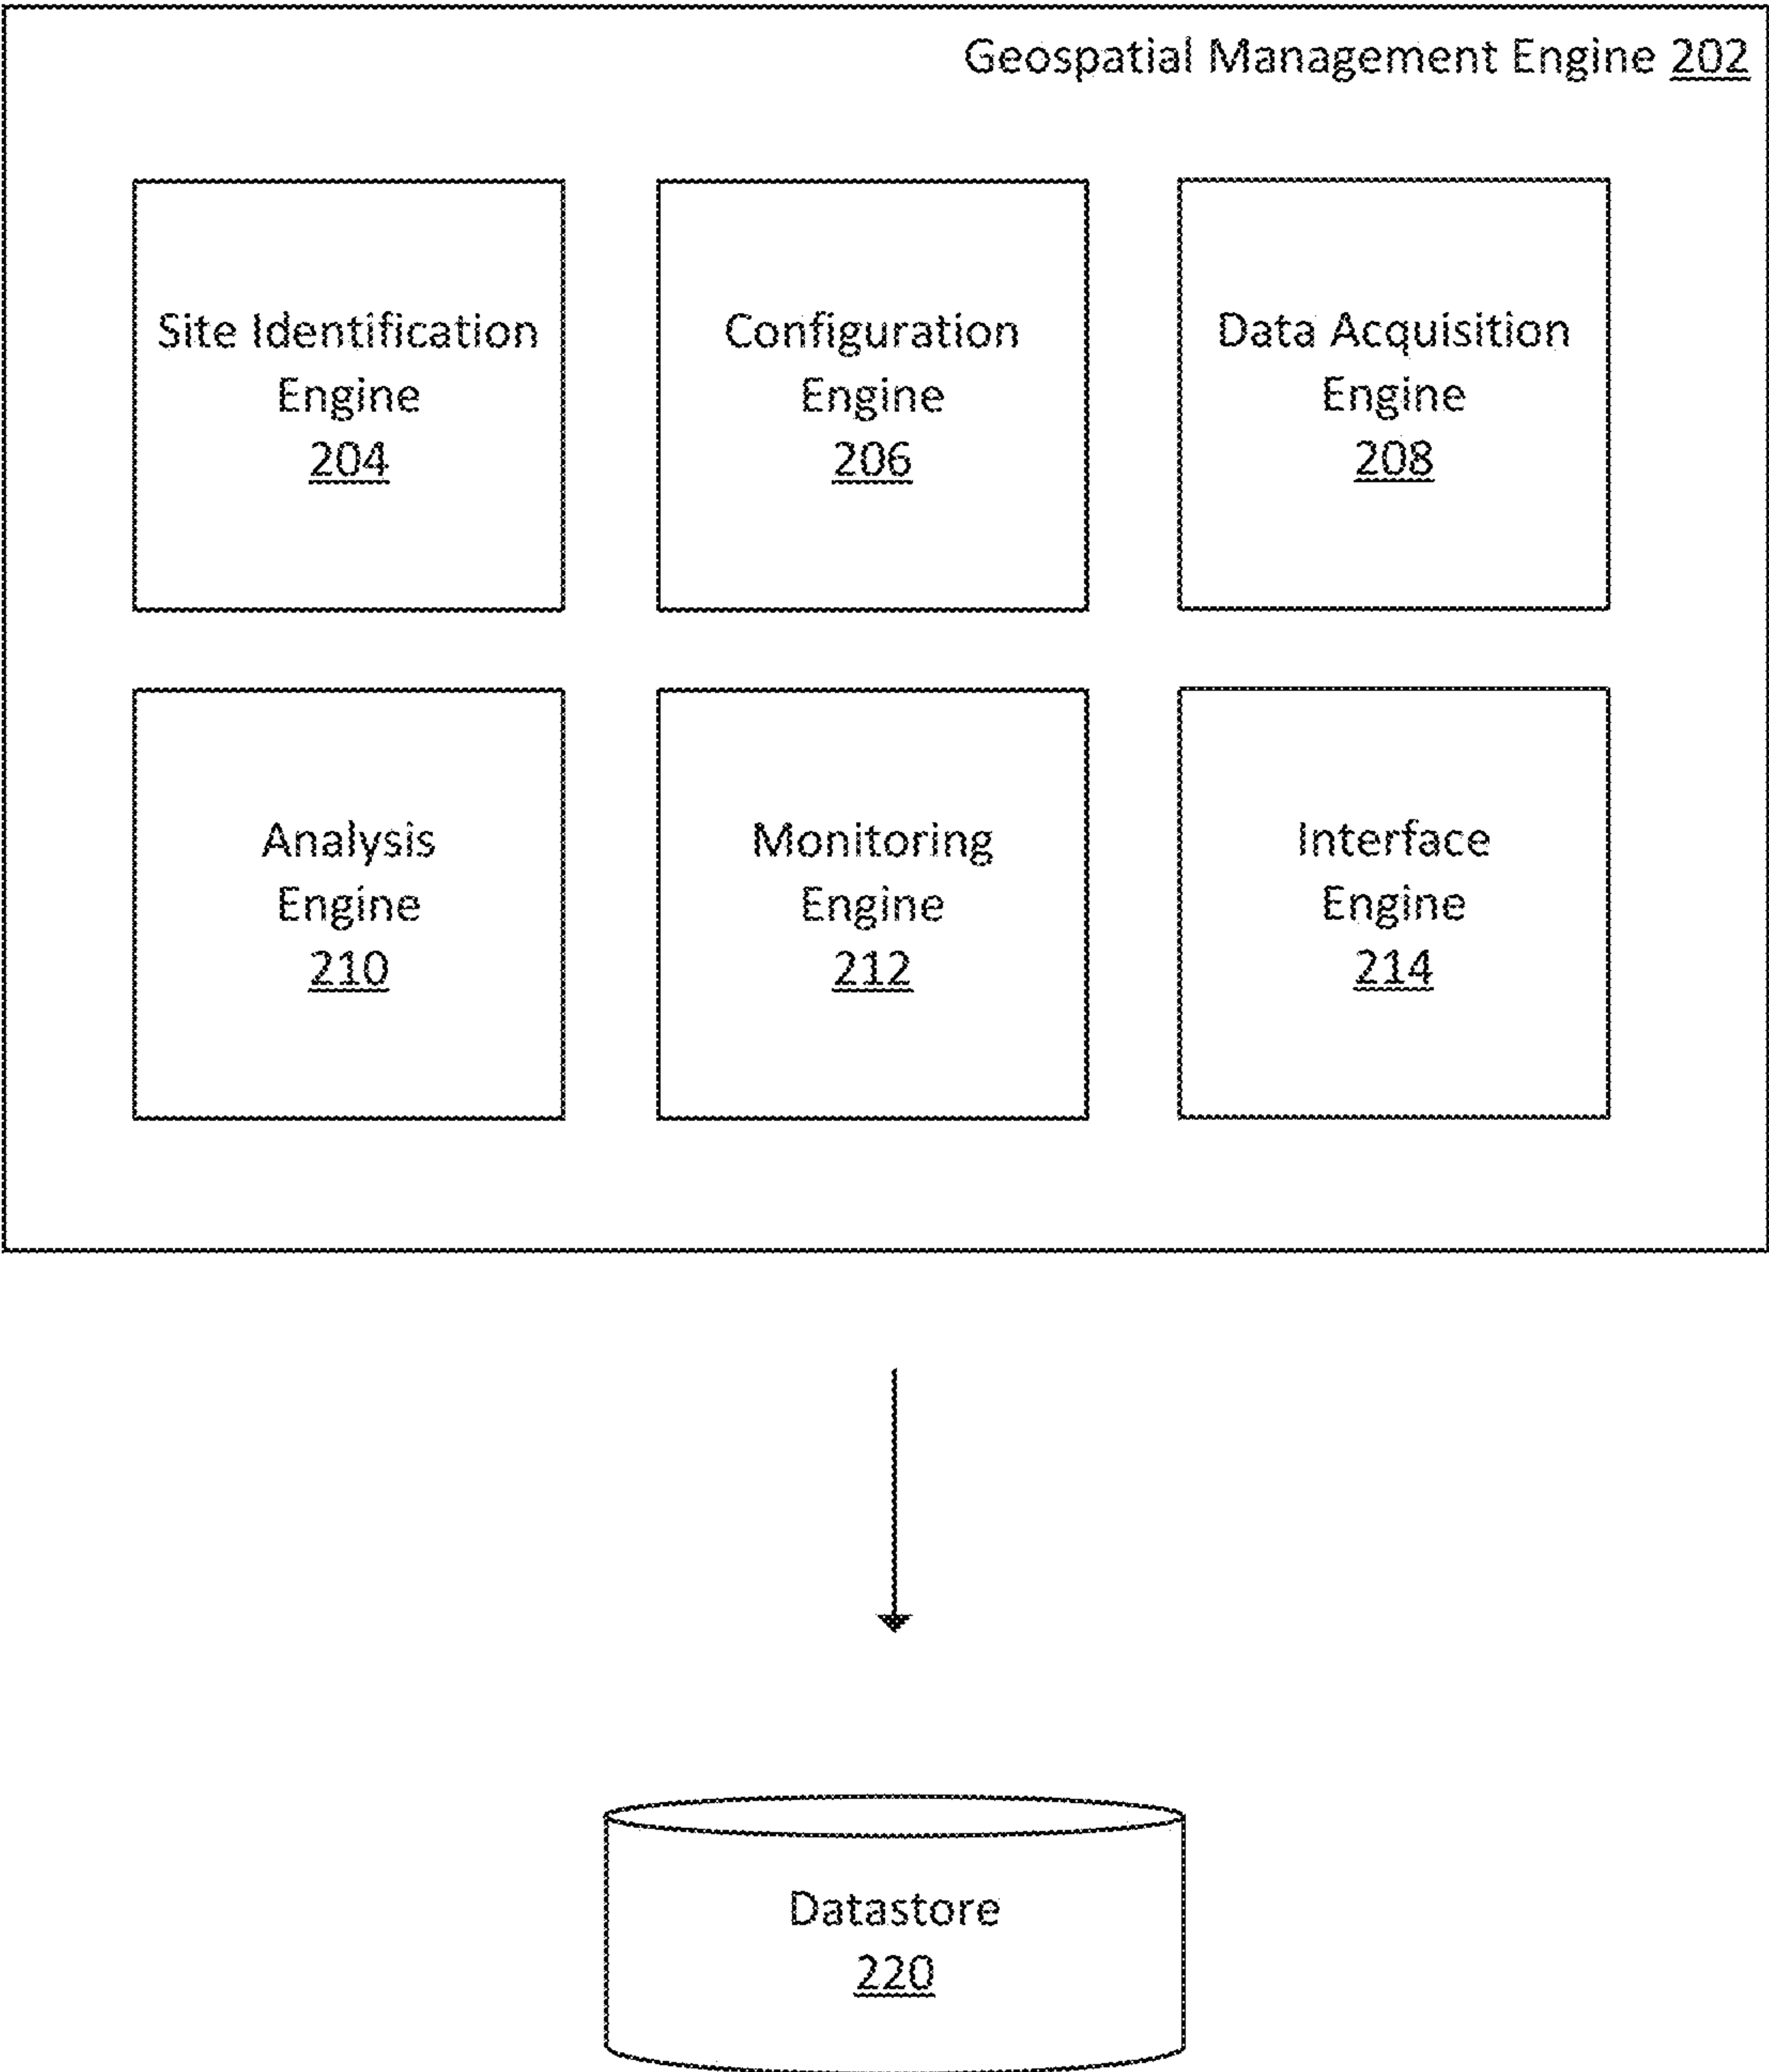 Geospatial Management Engine 202
Site Identification
Engine
204
Configuration
Engine
206
Data Acquisition
Engine
208
Analysis
Engine
210
Monitoring
Engine
212
Interface
Engine
214
Datastore
220